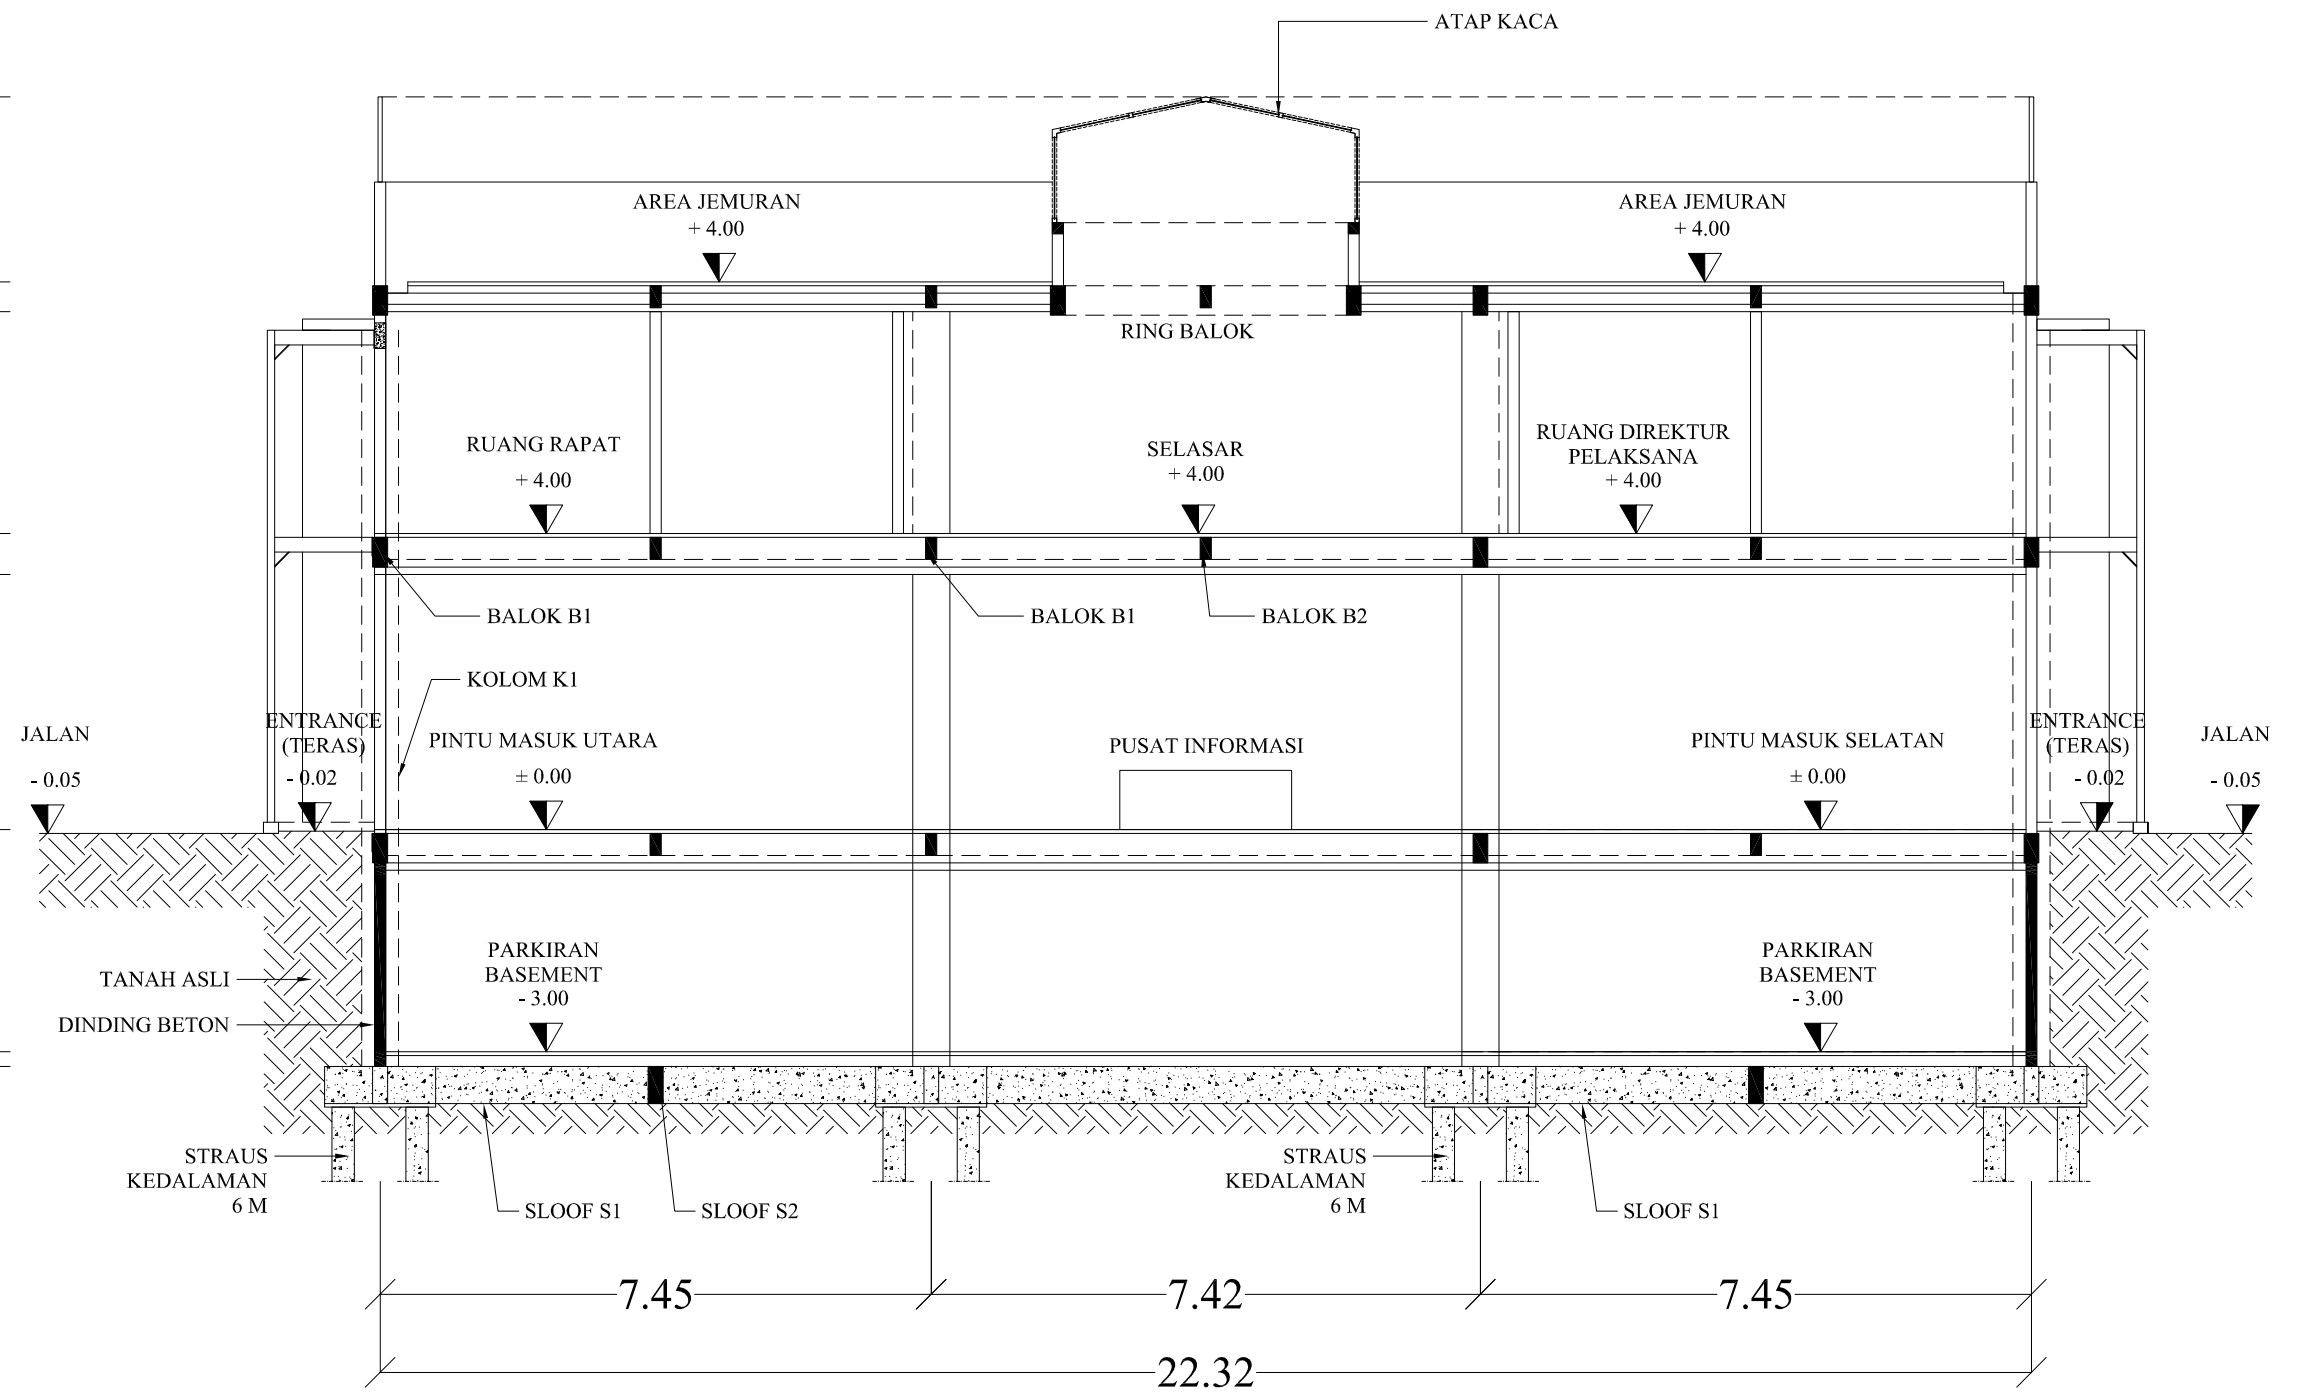 ATAP KACA
AREA JEMURAN
+ 4.00
AREA JEMURAN
+ 4.00
RING BALOK
RUANG RAPAT
+ 4.00
SELASAR
+ 4.00
RUANG DIREKTUR
PELAKSANA
+ 4.00
BALOK B1
BALOK B1
BALOK B2
KOLOM K1
JALAN
- 0.05
ENTRANCE
(TERAS)
- 0.02
PINTU MASUK UTARA
± 0.00
PUSAT INFORMASI
PINTU MASUK SELATAN
± 0.00
ENTRANCE
(TERAS)
- 0.02
JALAN
- 0.05
TANAH ASLI
DINDING BETON
PARKIRAN
BASEMENT
- 3.00
PARKIRAN
BASEMENT
- 3.00
STRAUS
KEDALAMAN
6 M
SLOOF S1
SLOOF S2
STRAUS
KEDALAMAN
6 M
SLOOF S1
7.45
7.42
7.45
22.32